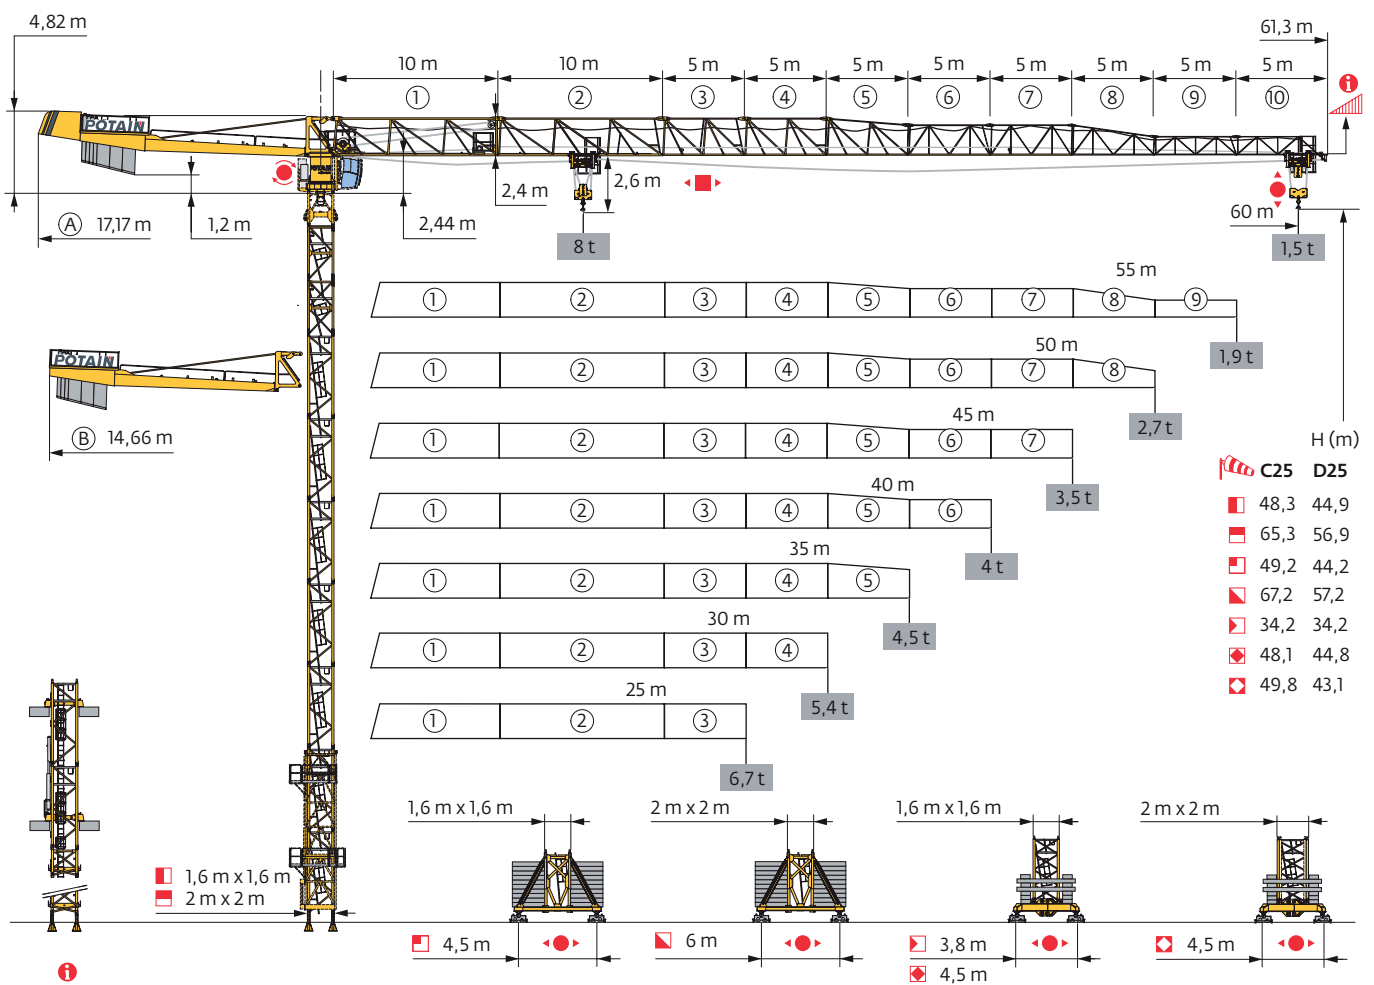 4,82 m
61,3 m
10 m 10 m 5 m 5 m 5 m 5 m 5 m 5 m 5 m 5 m
1 2 3 4 5 6 7 8 9 10
i
POTAIN
POTAIN
2,4 m
2,6 m
A 17,17 m
1,2 m
2,44 m
8 t
60 m
1,5 t
55 m
1 2 3 4 5 6 7 8 9
1,9 t
50 m
1 2 3 4 5 6 7 8
2,7 t
POTAIN
B 14,66 m
45 m
1 2 3 4 5 6 7
3,5 t
40 m
1 2 3 4 5 6
4 t
35 m
1 2 3 4 5
4,5 t
30 m
1 2 3 4
5,4 t
25 m
1 2 3
6,7 t
H (m)
C25 D25
48,3 44,9
65,3 56,9
49,2 44,2
67,2 57,2
34,2 34,2
48,1 44,8
49,8 43,1
1,6 m x 1,6 m
2 m x 2 m
1,6 m x 1,6 m
2 m x 2 m
1,6 m x 1,6 m
2 m x 2 m
4,5 m
6 m
3,8 m
4,5 m
4,5 m
i